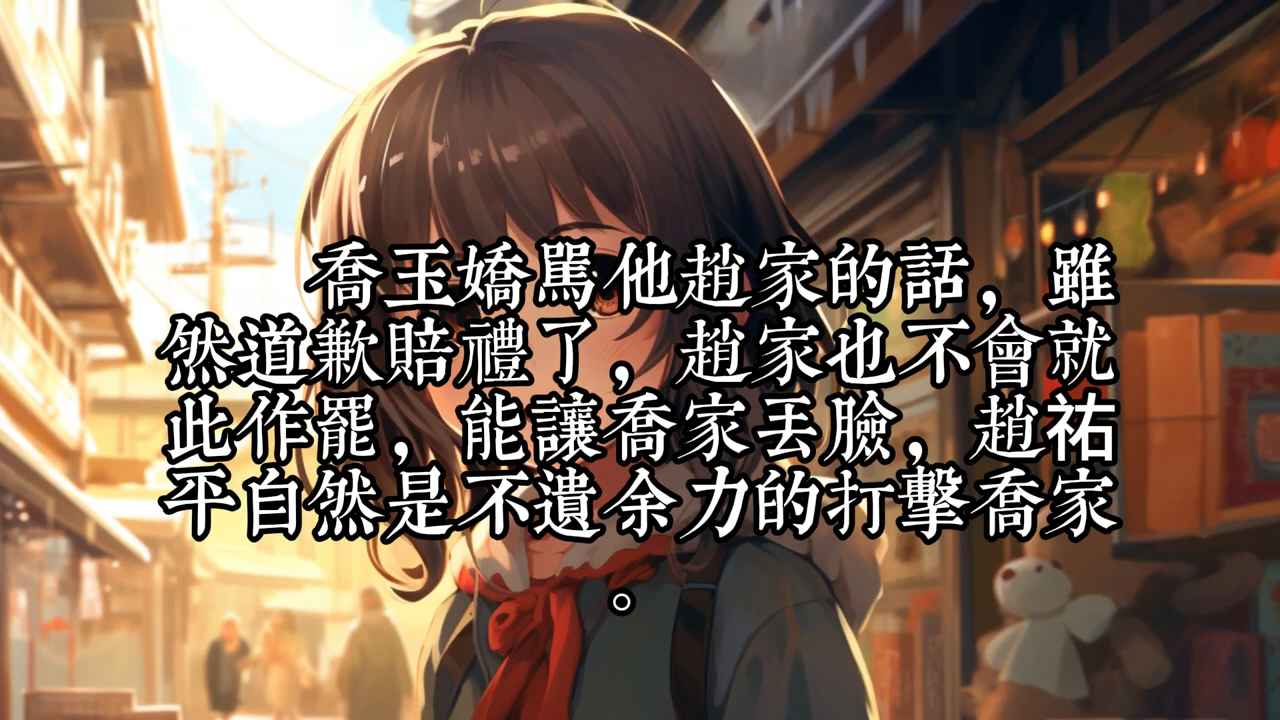 喬玉嬌罵他趙家的話，雖
然道歉賠禮了，趙家也不會就
此作罷，能讓喬家丟臉，趙祐
平自然是不遺余力的打擊喬家
。